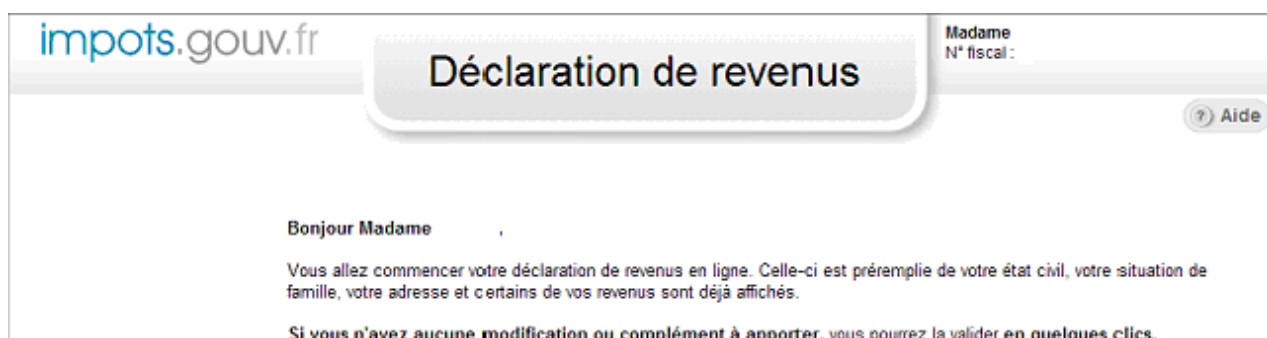 impots.gouv.fr
Déclaration de revenus
Madame
N° fiscal :
? Aide
Bonjour Madame ,
Vous allez commencer votre déclaration de revenus en ligne. Celle-ci est préremplie de votre état civil, votre situation de
famille, votre adresse et certains de vos revenus sont déjà affichés.
Si vous n'avez aucune modification ou complément à apporter, vous pourrez la valider en quelques clics.